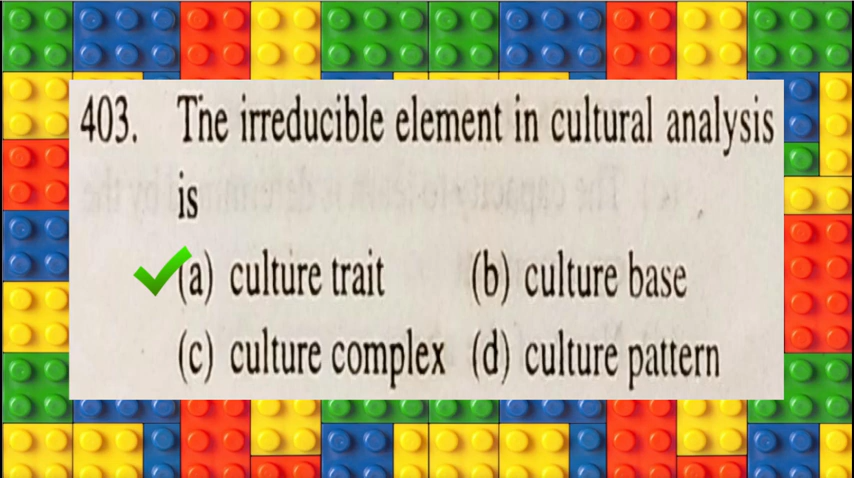 403. The irreducible element in cultural analysis
is
(a) culture trait (b) culture base
(c) culture complex (d) culture pattern